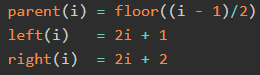 parent(i) = floor((i - 1)/2)
left(i)   = 2i + 1
right(i)  = 2i + 2